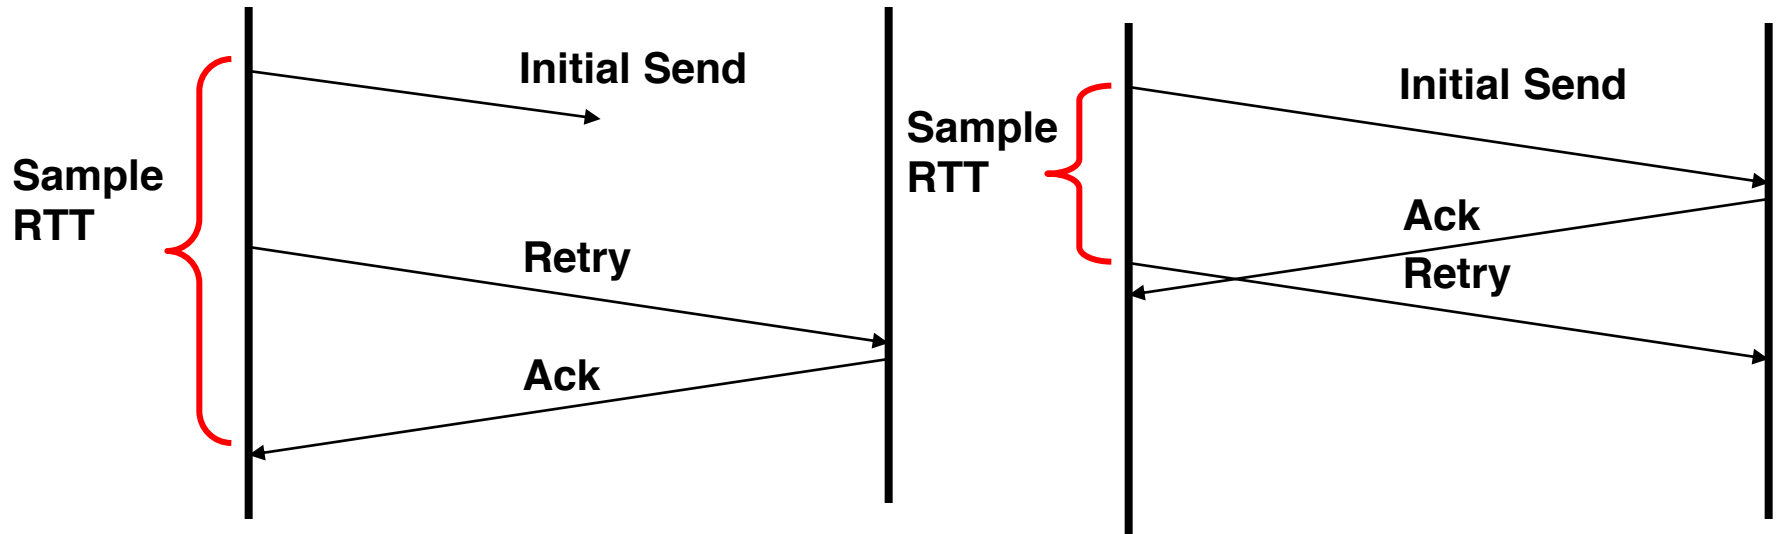 Initial Send
Sample
RTT
Retry
Ack
Initial Send
Sample
RTT
Ack
Retry